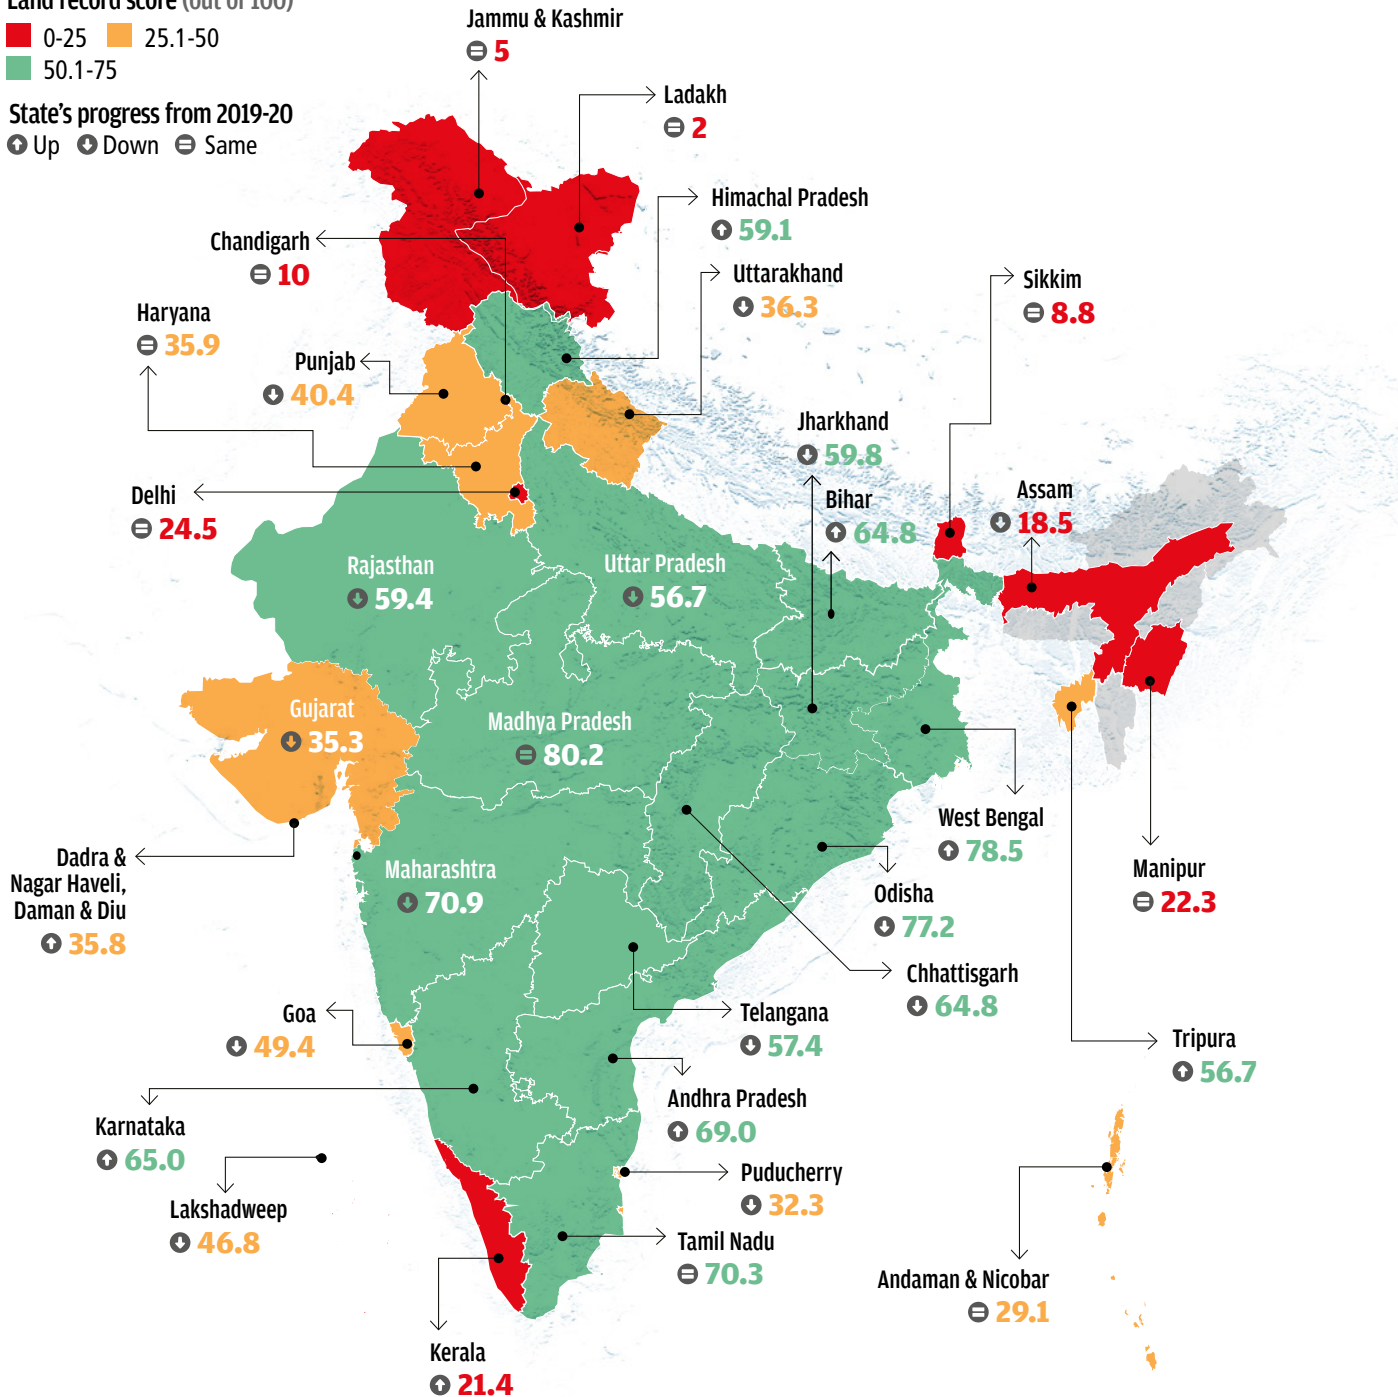 Land record score (out of 100)
0-25 25.1-50
50.1-75
State's progress from 2019-20
Up Down Same
Jammu & Kashmir
5
Ladakh
2
Himachal Pradesh
59.1
Chandigarh
10
Uttarakhand
36.3
Sikkim
8.8
Haryana
35.9
Punjab
40.4
Jharkhand
59.8
Delhi
24.5
Bihar
64.8
Assam
18.5
Rajasthan
59.4
Uttar Pradesh
56.7
Gujarat
35.3
Madhya Pradesh
80.2
West Bengal
78.5
Dadra &
Nagar Haveli,
Daman & Diu
35.8
Maharashtra
70.9
Odisha
77.2
Manipur
22.3
Chhattisgarh
64.8
Goa
49.4
Telangana
57.4
Tripura
56.7
Karnataka
65.0
Andhra Pradesh
69.0
Lakshadweep
46.8
Puducherry
32.3
Tamil Nadu
70.3
Andaman & Nicobar
29.1
Kerala
21.4